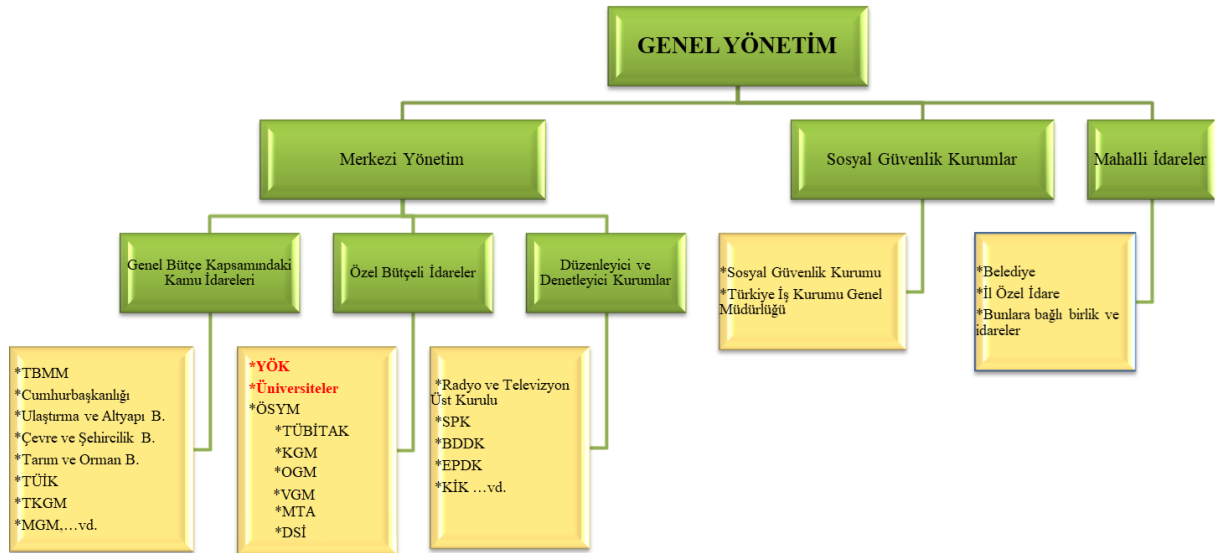 GENEL YÖNETİM
Merkezi Yönetim
Sosyal Güvenlik Kurumlar
Mahalli İdareler
Genel Bütçe Kapsamındaki
Kamu İdareleri
Özel Bütçeli İdareler
Düzenleyici ve
Denetleyici Kurumlar
*Sosyal Güvenlik Kurumu
*Türkiye İş Kurumu Genel
Müdürlüğü
*Belediye
*İl Özel İdare
*Bunlara bağlı birlik ve
idareler
*TBMM
*Cumhurbaşkanlığı
*Ulaştırma ve Altyapı B.
*Çevre ve Şehircilik B.
*Tarım ve Orman B.
*TÜİK
*TKGM
*MGM,…vd.
*YÖK
*Üniversiteler
*ÖSYM
*TÜBİTAK
*KGM
*OGM
*VGM
*MTA
*DSİ
*Radyo ve Televizyon
Üst Kurulu
*SPK
*BDDK
*EPDK
*KİK …vd.